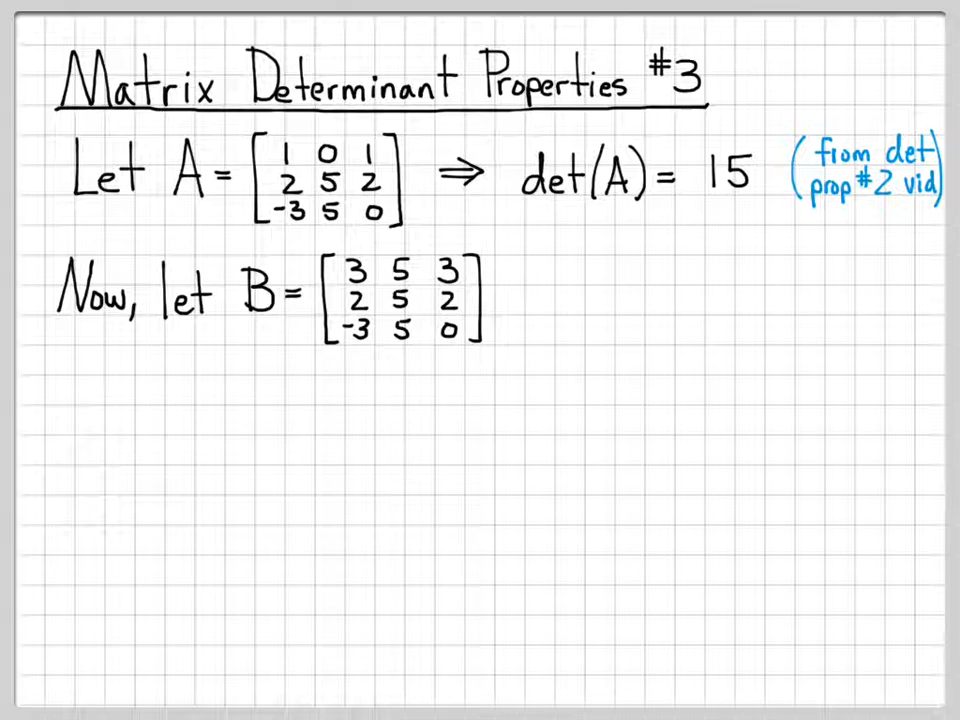 Matrix Determinant Properties #3
Let A = [1 0 1; 2 5 2; -3 5 0] ⇒ det(A) = 15 (from det prop #2 vid)
Now, let B = [3 5 3; 2 5 2; -3 5 0]